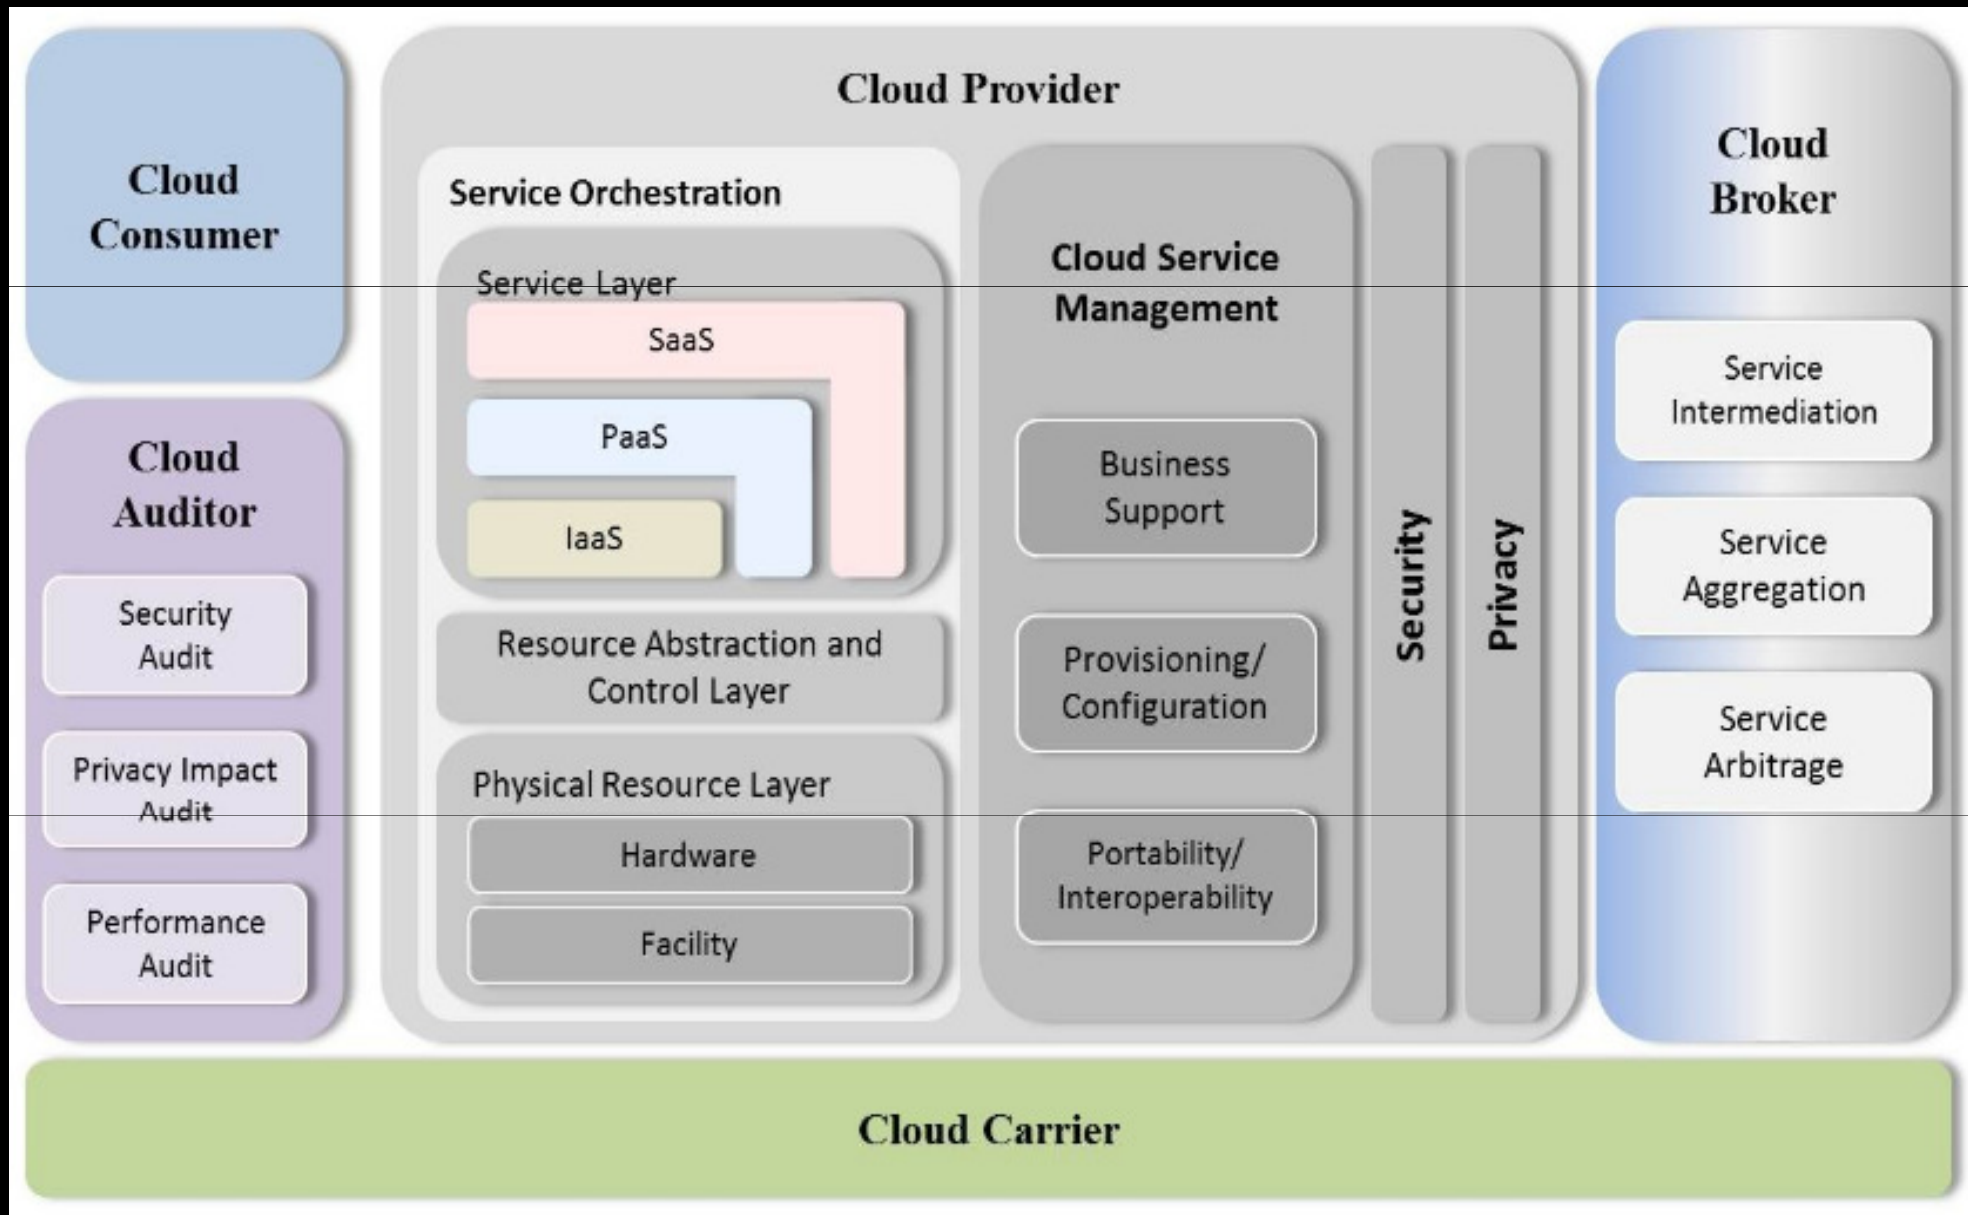 Cloud
Consumer
Cloud
Auditor
Security
Audit
Privacy Impact
Audit
Performance
Audit
Cloud Provider
Service Orchestration
Service Layer
SaaS
PaaS
IaaS
Resource Abstraction and
Control Layer
Physical Resource Layer
Hardware
Facility
Cloud Service
Management
Business
Support
Provisioning/
Configuration
Portability/
Interoperability
Security
Privacy
Cloud
Broker
Service
Intermediation
Service
Aggregation
Service
Arbitrage
Cloud Carrier